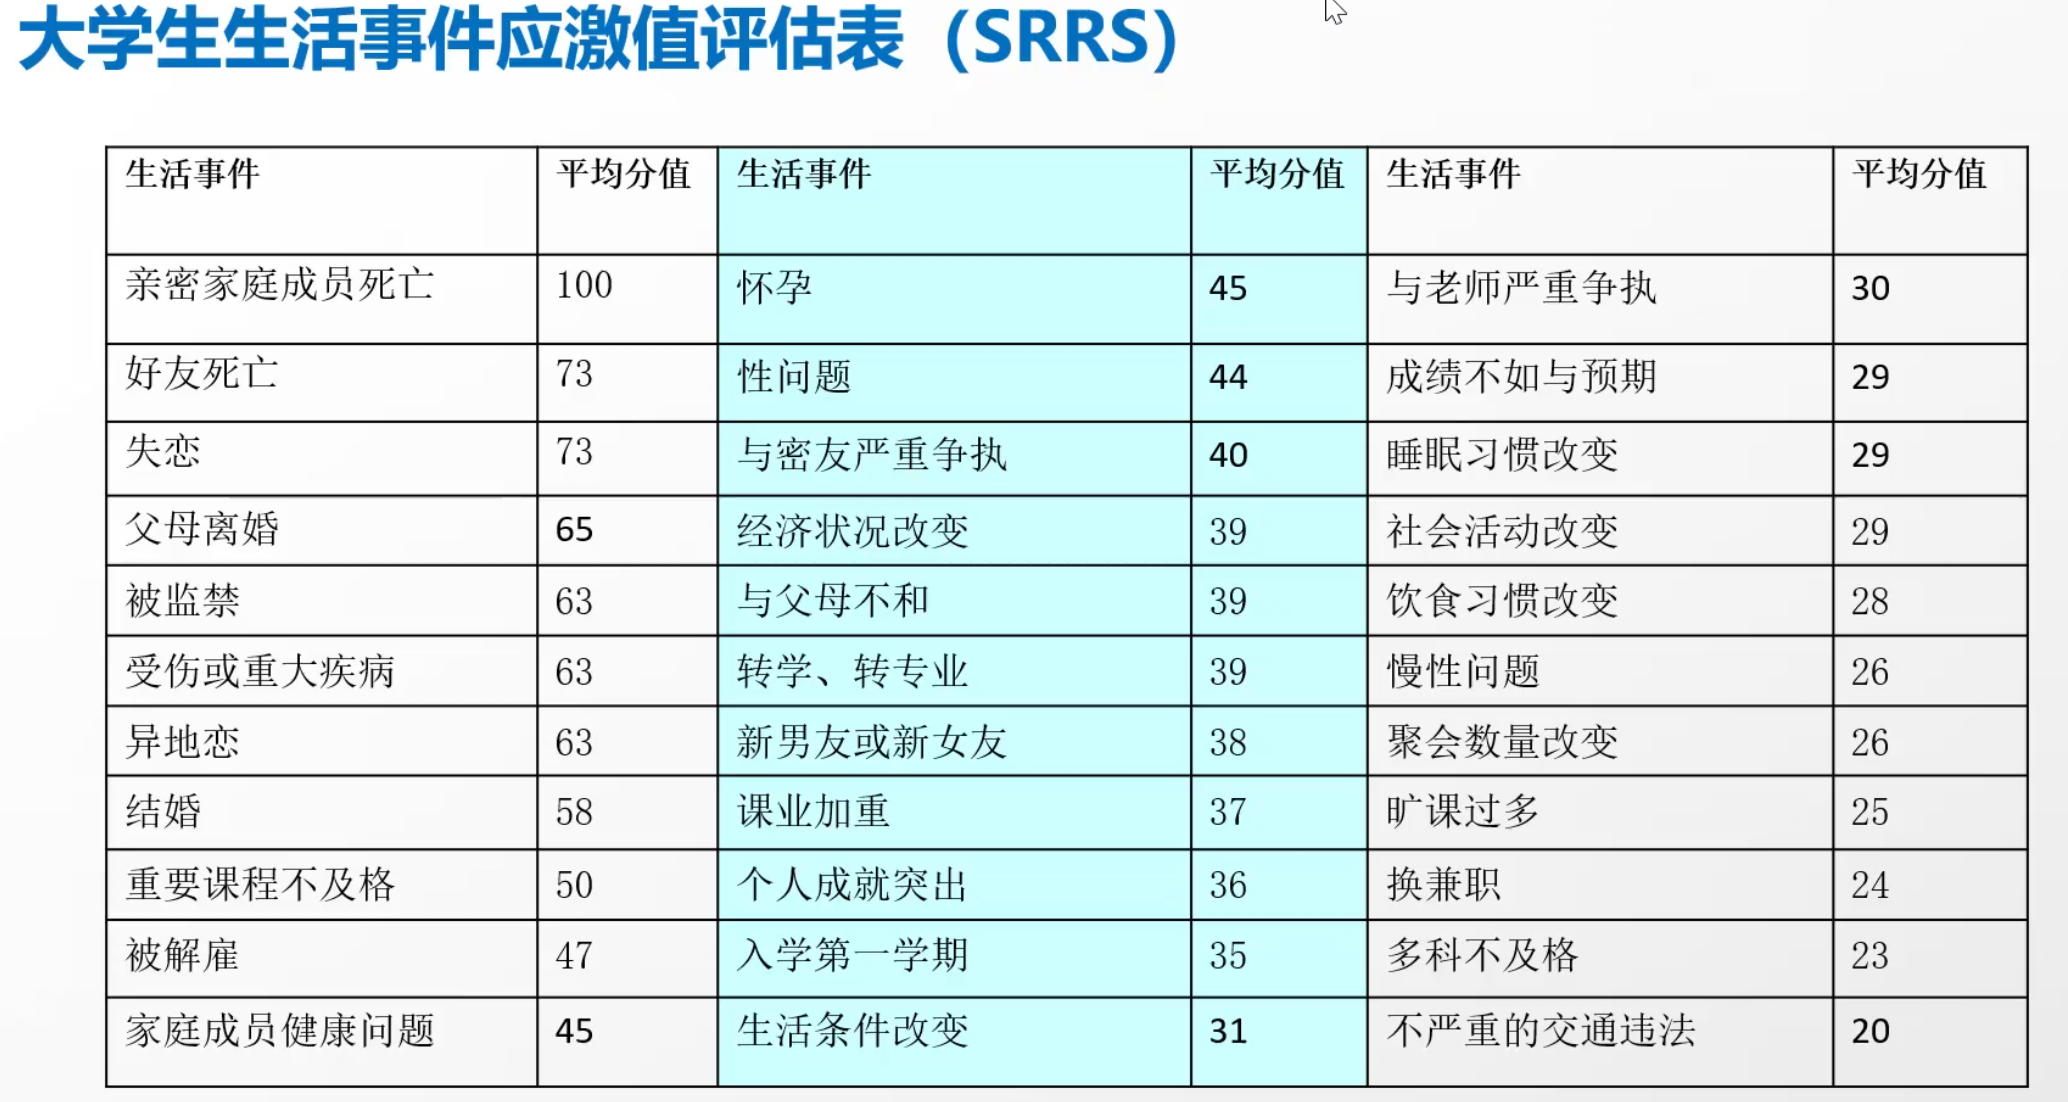 大学生生活事件应激值评估表（SRRS）
生活事件 平均分值 生活事件 平均分值 生活事件 平均分值
亲密家庭成员死亡 100 怀孕 45 与老师严重争执 30
好友死亡 73 性问题 44 成绩不如与预期 29
失恋 73 与密友严重争执 40 睡眠习惯改变 29
父母离婚 65 经济状况改变 39 社会活动改变 29
被监禁 63 与父母不和 39 饮食习惯改变 28
受伤或重大疾病 63 转学、转专业 39 慢性问题 26
异地恋 63 新男友或新女友 38 聚会数量改变 26
结婚 58 课业加重 37 旷课过多 25
重要课程不及格 50 个人成就突出 36 换兼职 24
被解雇 47 入学第一学期 35 多科不及格 23
家庭成员健康问题 45 生活条件改变 31 不严重的交通违法 20